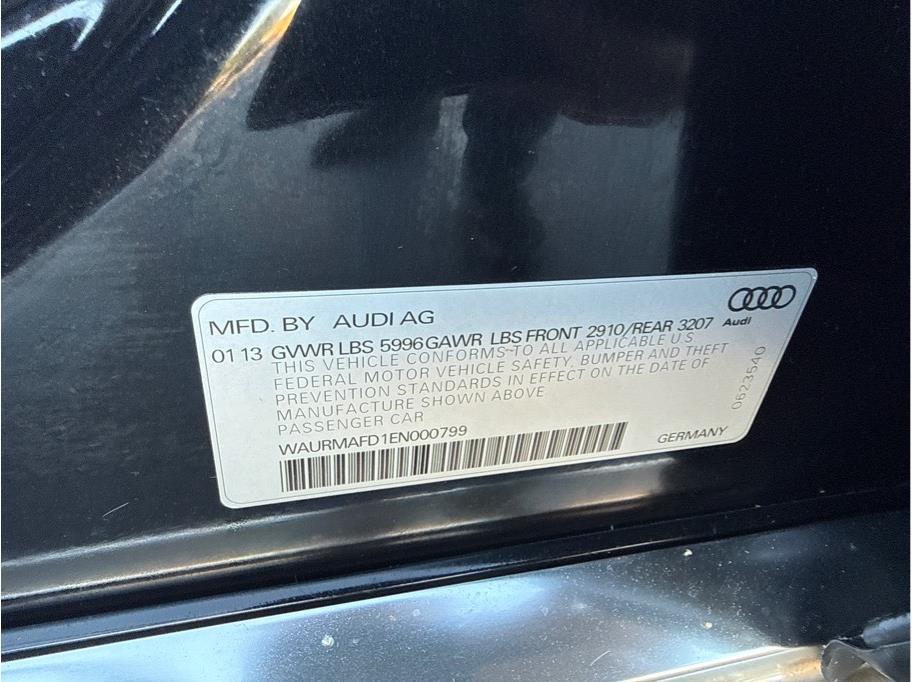 MFD. BY AUDI AG
Audi
01 13 GVWR LBS 5996 GAWR LBS FRONT 2910/REAR 3207
THIS VEHICLE CONFORMS TO ALL APPLICABLE U S
FEDERAL MOTOR VEHICLE SAFETY, BUMPER AND THEFT
PREVENTION STANDARDS IN EFFECT ON THE DATE OF
MANUFACTURE SHOWN ABOVE
PASSENGER CAR
WAURMAFD1EN000799
GERMANY
0623540